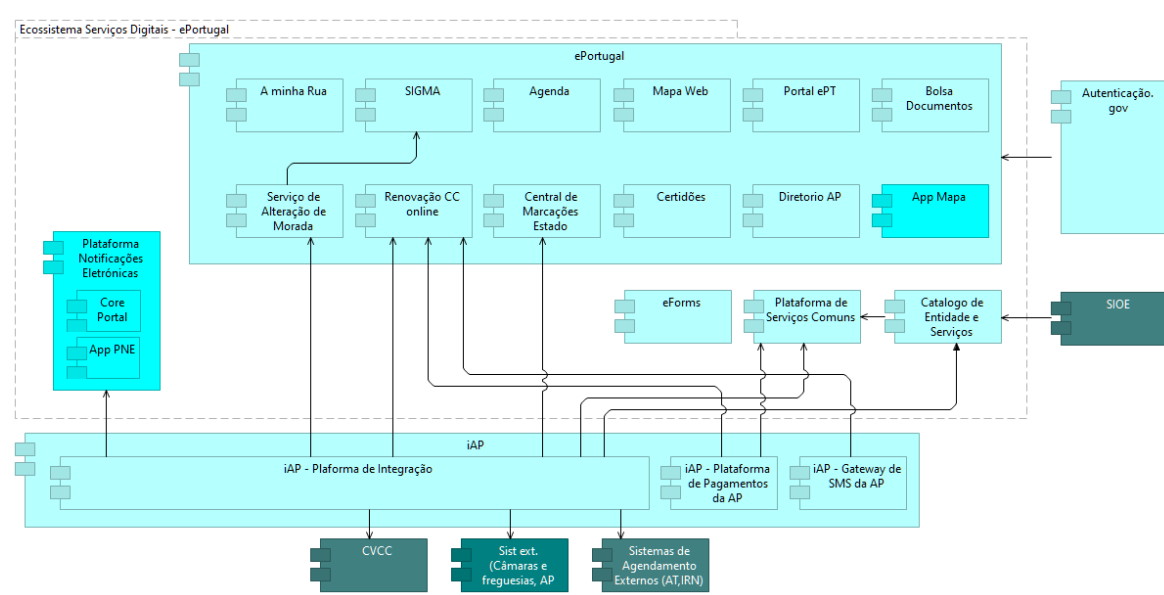 Ecossistema Serviços Digitais - ePortugal
ePortugal
A minha Rua
SIGMA
Agenda
Mapa Web
Portal ePT
Bolsa
Documentos
Autenticação.
gov
Serviço de
Alteração de
Morada
Renovação CC
online
Central de
Marcações
Estado
Certidões
Diretorio AP
App Mapa
Plataforma
Notificações
Eletrónicas
Core
Portal
App PNE
eForms
Plataforma de
Serviços Comuns
Catalogo de
Entidade e
Serviços
SIOE
iAP
iAP - Plaforma de Integração
iAP - Plataforma
de Pagamentos
da AP
iAP - Gateway de
SMS da AP
CVCC
Sist ext.
(Câmaras e
freguesias, AP
Sistemas de
Agendamento
Externos (AT,IRN)